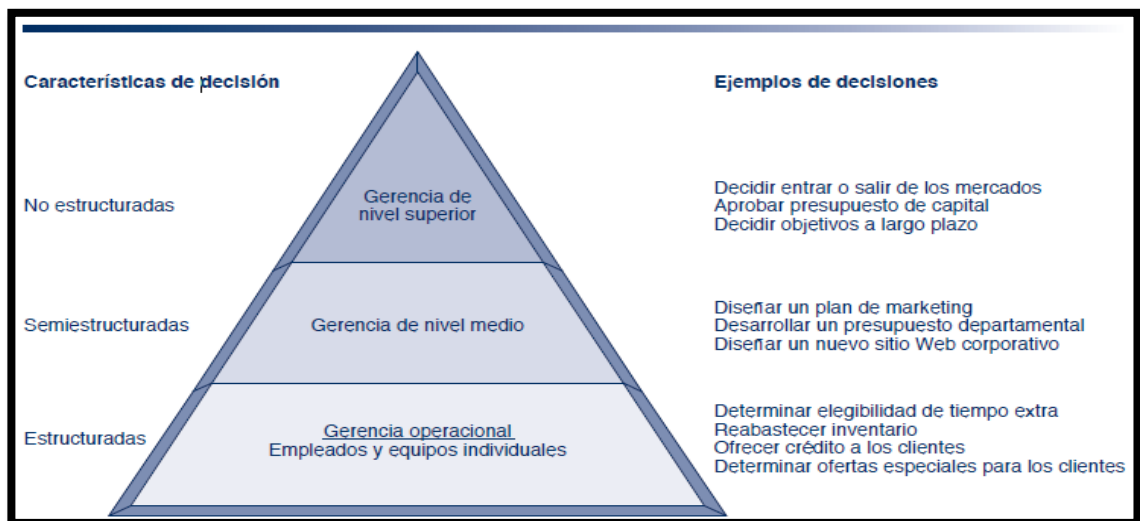 Características de decisión
Ejemplos de decisiones
No estructuradas
Gerencia de
nivel superior
Decidir entrar o salir de los mercados
Aprobar presupuesto de capital
Decidir objetivos a largo plazo
Semiestructuradas
Gerencia de nivel medio
Diseñar un plan de marketing
Desarrollar un presupuesto departamental
Diseñar un nuevo sitio Web corporativo
Estructuradas
Gerencia operacional
Empleados y equipos individuales
Determinar elegibilidad de tiempo extra
Reabastecer inventario
Ofrecer crédito a los clientes
Determinar ofertas especiales para los clientes